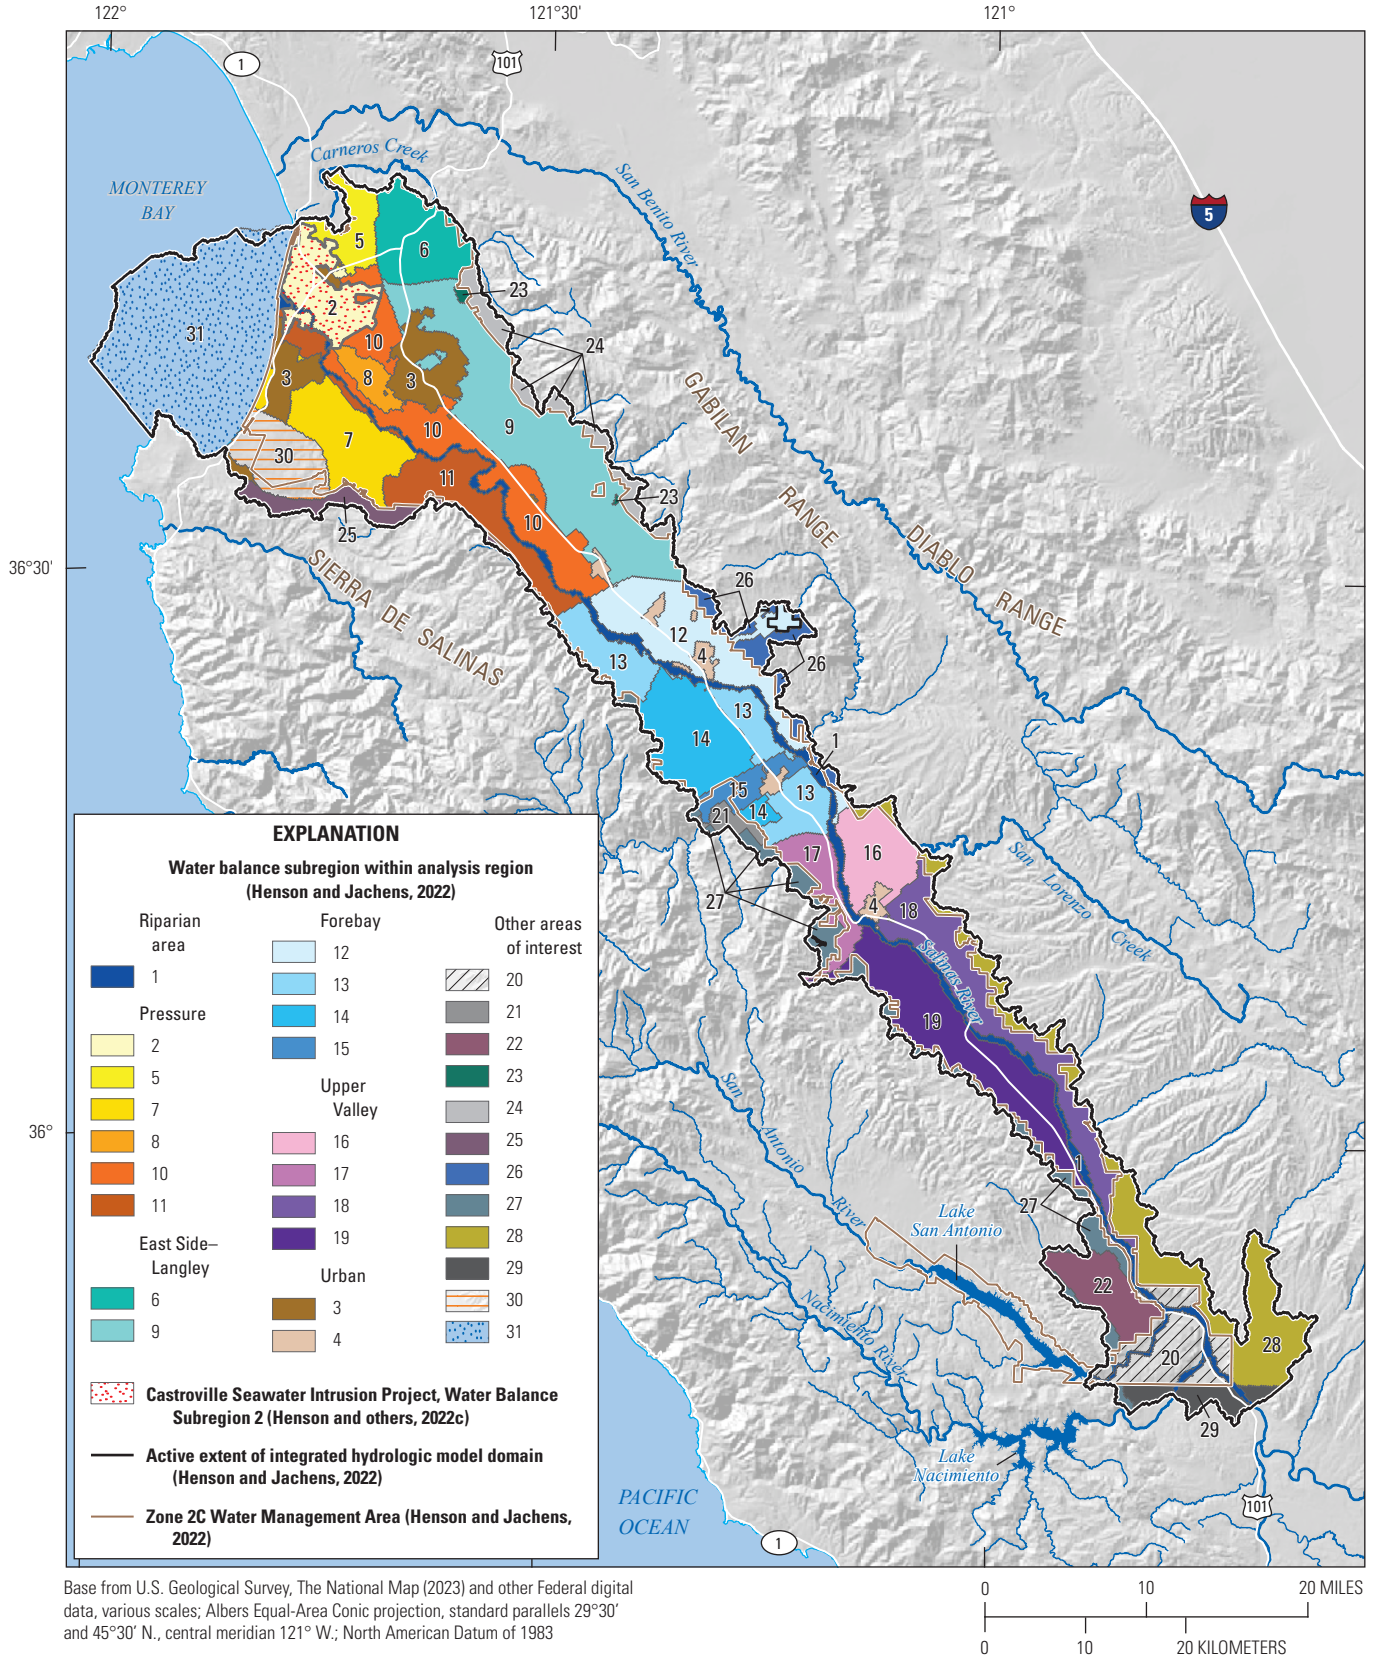 122°
121°30'
121°
1
101
Carneros Creek
San Benito River
MONTEREY
BAY
5
5
6
23
2
31
24
10
3
8
3
GABILAN
RANGE
10
9
7
30
11
23
10
25
DIABLO RANGE
36°30'
SIERRA DE SALINAS
26
12
4
13
26
13
14
1
15
13
14
21
17
16
27
4
18
San Lorenzo
Creek
Salinas River
19
36°
1
San Antonio River
27
Lake
San Antonio
22
Nacimiento River
20
28
29
Lake
Nacimiento
PACIFIC
OCEAN
101
1
EXPLANATION
Water balance subregion within analysis region
(Henson and Jachens, 2022)
Riparian
area
1
Pressure
2
5
7
8
10
11
East Side–
Langley
6
9
Forebay
12
13
14
15
Upper
Valley
16
17
18
19
Urban
3
4
Other areas
of interest
20
21
22
23
24
25
26
27
28
29
30
31
Castroville Seawater Intrusion Project, Water Balance
Subregion 2 (Henson and others, 2022c)
Active extent of integrated hydrologic model domain
(Henson and Jachens, 2022)
Zone 2C Water Management Area (Henson and Jachens,
2022)
Base from U.S. Geological Survey, The National Map (2023) and other Federal digital
data, various scales; Albers Equal-Area Conic projection, standard parallels 29°30'
and 45°30' N., central meridian 121° W.; North American Datum of 1983
0 10 20 MILES
0 10 20 KILOMETERS